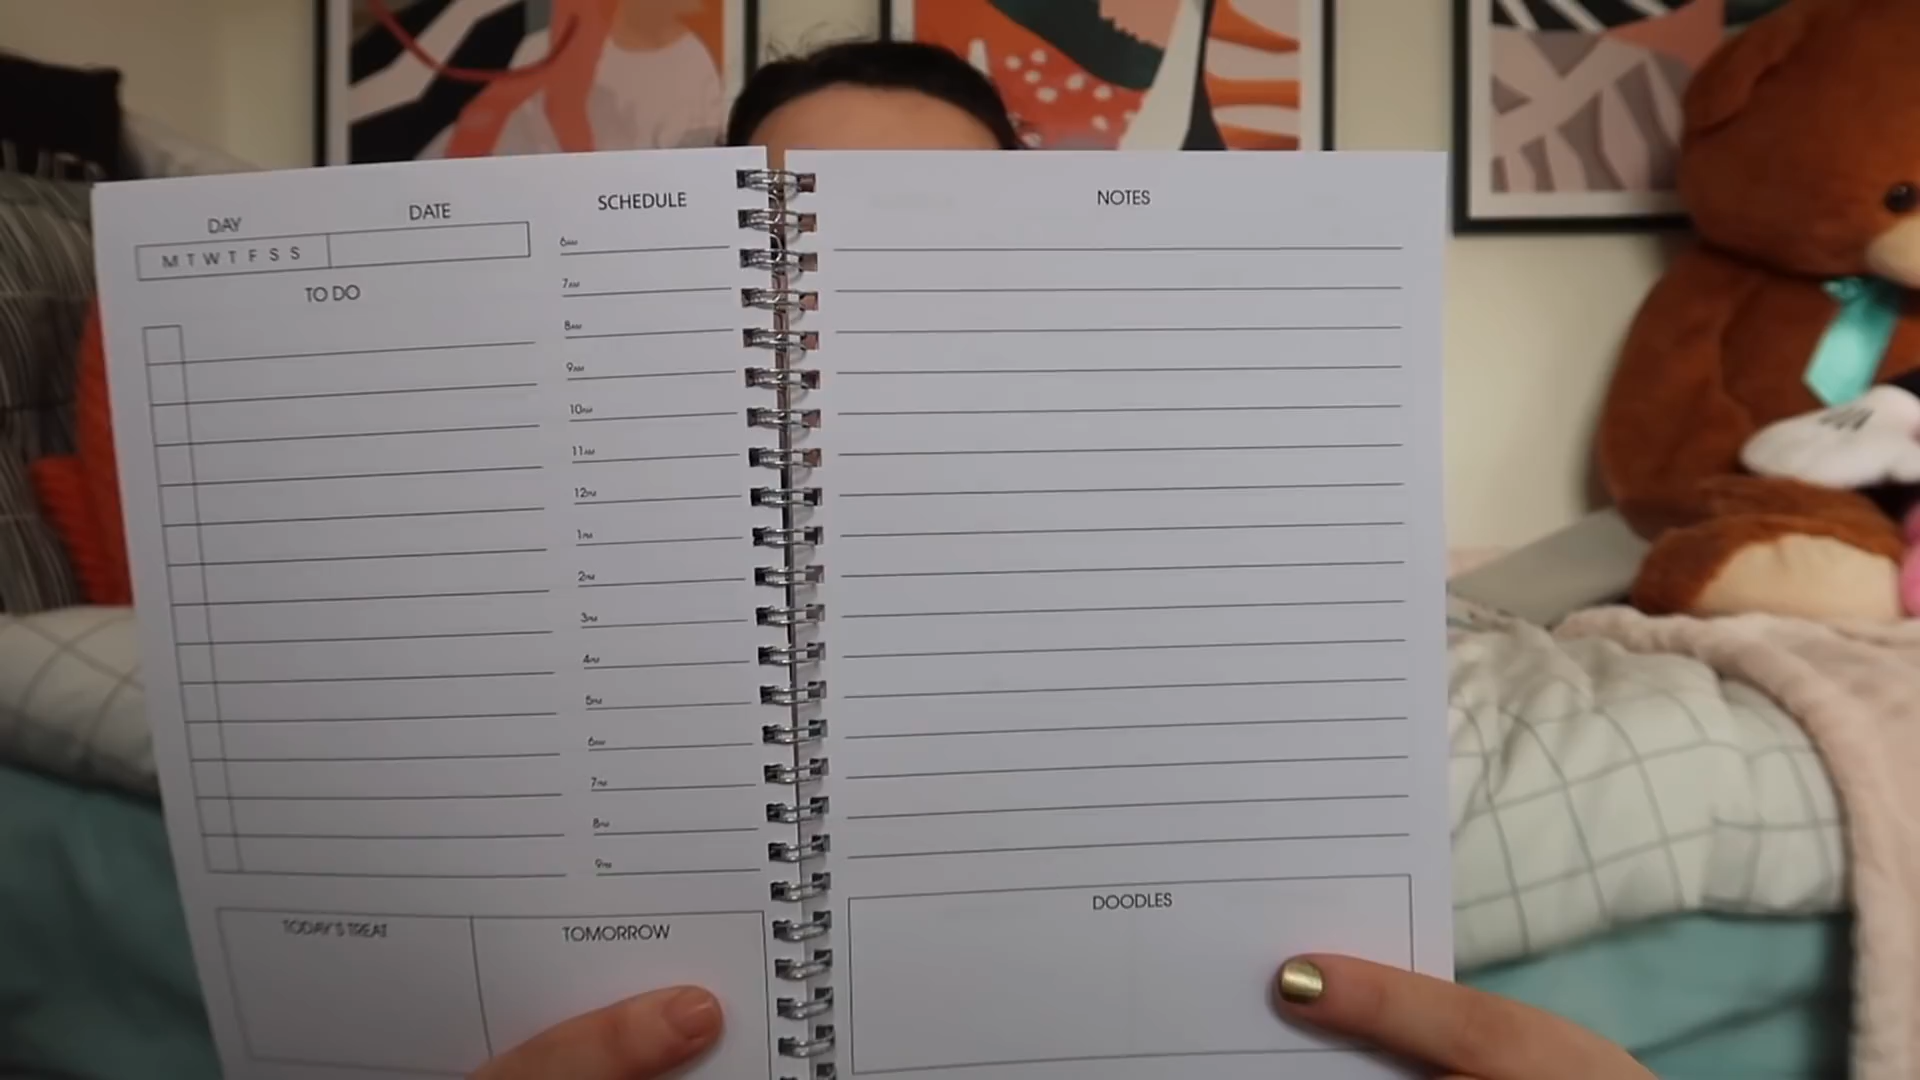 DAY
DATE
M T W T F S S
TO DO
SCHEDULE
6AM
7AM
8AM
9AM
10AM
11AM
12PM
1PM
2PM
3PM
4PM
5PM
6PM
7PM
8PM
9PM
TODAY'S TREAT
TOMORROW
NOTES
DOODLES